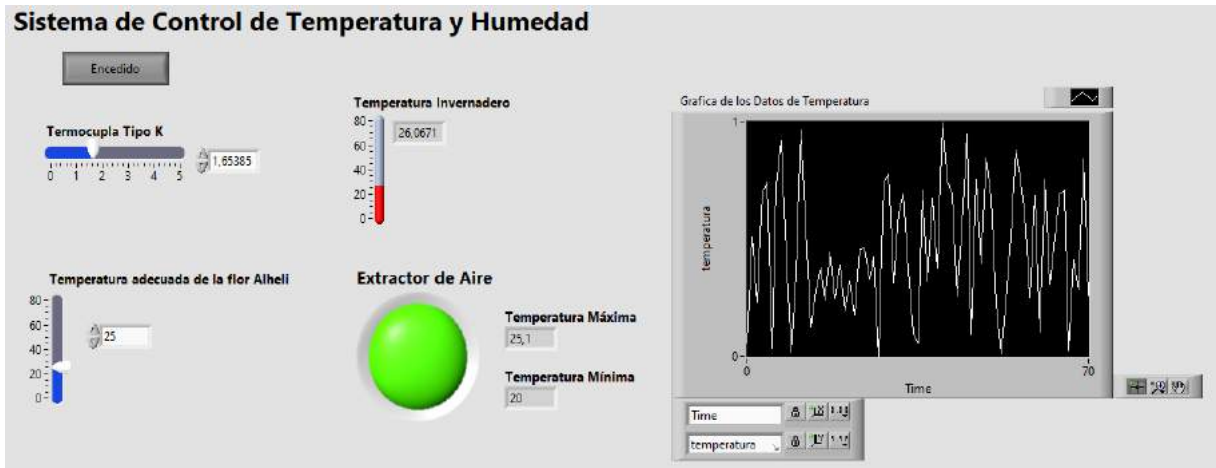 Sistema de Control de Temperatura y Humedad
Encedido
Termocupla Tipo K
0 1 2 3 4 5
1,65385
Temperatura Invernadero
80
60
40
20
0
26,0671
Temperatura adecuada de la flor Alheli
80
60
40
20
0
25
Extractor de Aire
Temperatura Máxima
25,1
Temperatura Mínima
20
Grafica de los Datos de Temperatura
1
temperatura
0
0 70
Time
Time
temperatura